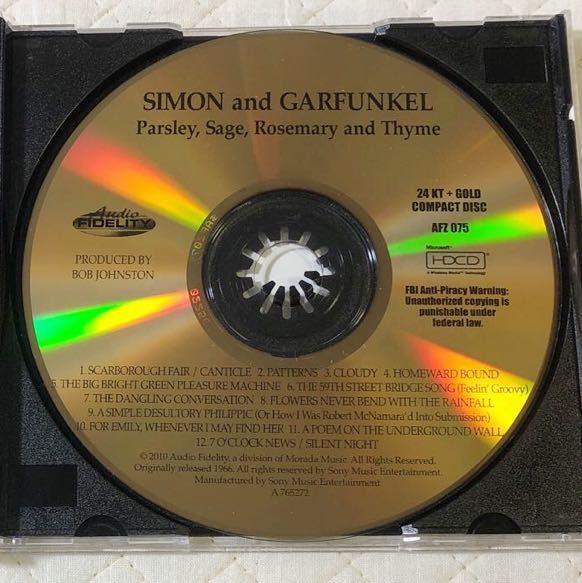 SIMON and GARFUNKEL
Parsley, Sage, Rosemary and Thyme
Audio
FIDELITY
PRODUCED BY
BOB JOHNSTON
24 KT + GOLD
COMPACT DISC
AFZ 075
Microsoft®
HDCD
A Windows Media™ Technology
FBI Anti-Piracy Warning:
Unauthorized copying is
punishable under
federal law.
1. SCARBOROUGH FAIR / CANTICLE 2. PATTERNS 3. CLOUDY 4. HOMEWARD BOUND
5. THE BIG BRIGHT GREEN PLEASURE MACHINE 6. THE 59TH STREET BRIDGE SONG (Feelin' Groovy)
7. THE DANGLING CONVERSATION 8. FLOWERS NEVER BEND WITH THE RAINFALL
9. A SIMPLE DESULTORY PHILIPPIC (Or How I Was Robert McNamara'd Into Submission)
10. FOR EMILY, WHENEVER I MAY FIND HER 11. A POEM ON THE UNDERGROUND WALL
12. 7 O'CLOCK NEWS / SILENT NIGHT
© 2010 Audio Fidelity, a division of Morada Music. All Rights Reserved.
Originally released 1966. All rights reserved by Sony Music Entertainment.
Manufactured by Sony Music Entertainment
A 765272